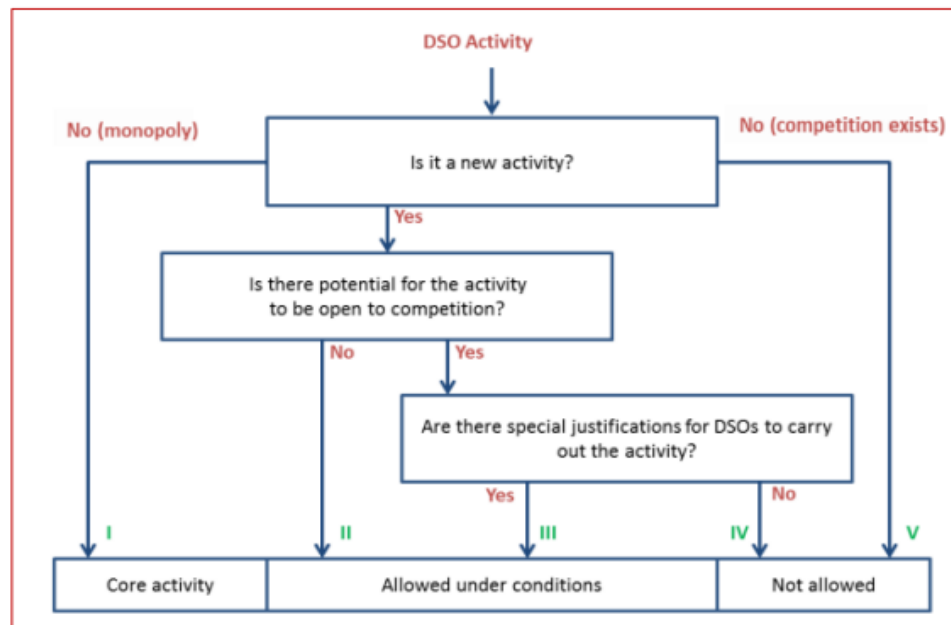 DSO Activity
No (monopoly)
No (competition exists)
Is it a new activity?
Yes
Is there potential for the activity
to be open to competition?
No
Yes
Are there special justifications for DSOs to carry
out the activity?
Yes
No
I
II
III
IV
V
Core activity
Allowed under conditions
Not allowed